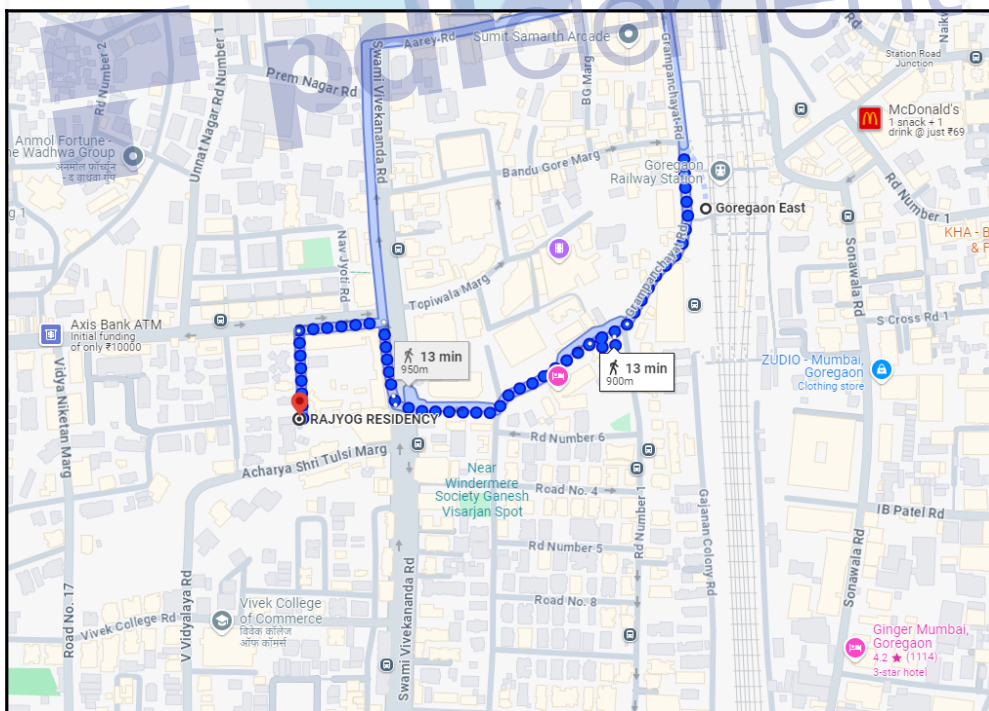 Aarey-Rd
Sumit Samarth Arcade
Grampanchayat-Rd
Rd Number 2
Unnat Nagar Rd Number 1
Prem Nagar Rd
Swami Vivekananda Rd
BG-Marg
Station Road
Junction
McDonald's
1 snack + 1
drink @ just ₹69
Anmol Fortune -
he Wadhwa Group
Bandu Gore Marg
Goregaon
Railway Station
Rd Number 1
Goregaon East
KHA - B
& F
Nav Jyoti Rd
Topiwala Marg
Grampanchayat Rd
Sonawala Rd
Axis Bank ATM
Initial funding
of only ₹10000
S Cross Rd 1
13 min
950m
13 min
900m
ZUDIO - Mumbai,
Goregaon
Clothing store
Vidya Niketan Marg
RAJYOG RESIDENCY
Rd Number 6
Acharya Shri Tulsi Marg
Near
Windermere
Society Ganesh
Visarjan Spot
Road No. 4
Rd Number 1
Gajanan Colony Rd
IB Patel Rd
Rd Number 5
Sonawala Rd
Road No. 17
V Vidyalaya Rd
Swami Vivekananda Rd
Vivek College
of Commerce
विवेक कॉलेज
ऑफ कॉमर्स
Vivek College Rd
Road No. 8
Ginger Mumbai,
Goregaon
4.2 ★ (1114)
3-star hotel